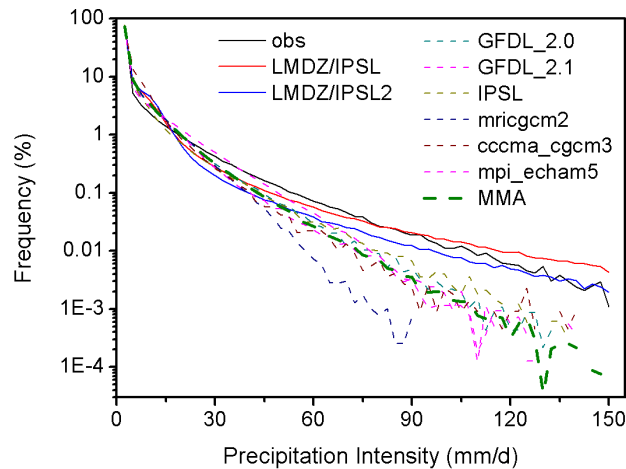 100
10
1
0.1
0.01
1E-3
1E-4
Frequency (%)
obs
LMDZ/IPSL
LMDZ/IPSL2
GFDL_2.0
GFDL_2.1
IPSL
mricgcm2
cccma_cgcm3
mpi_echam5
MMA
0
30
60
90
120
150
Precipitation Intensity (mm/d)